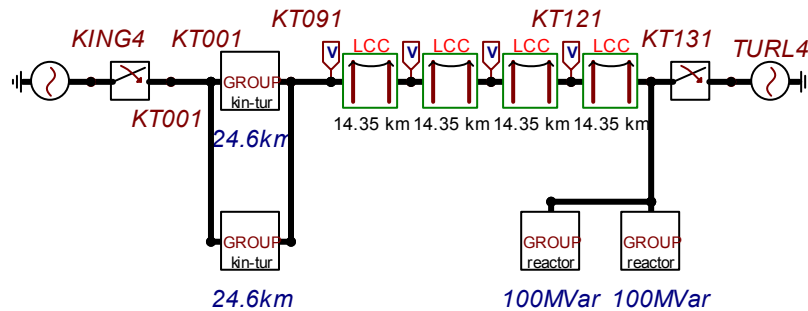 KING4
KT001
KT091
KT121
KT131
TURL4
V
LCC
V
LCC
V
LCC
V
LCC
GROUP
kin-tur
KT001
24.6km
14.35 km
14.35 km
14.35 km
14.35 km
GROUP
kin-tur
24.6km
GROUP
reactor
GROUP
reactor
100MVar
100MVar